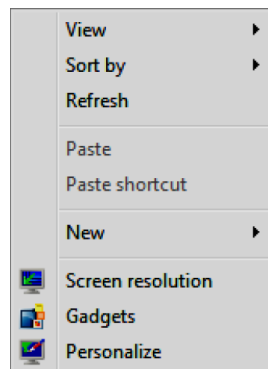 View
Sort by
Refresh
Paste
Paste shortcut
New
Screen resolution
Gadgets
Personalize